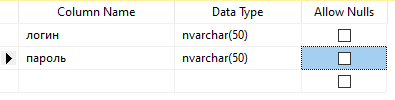 Column Name Data Type Allow Nulls
логин nvarchar(50)
пароль nvarchar(50)